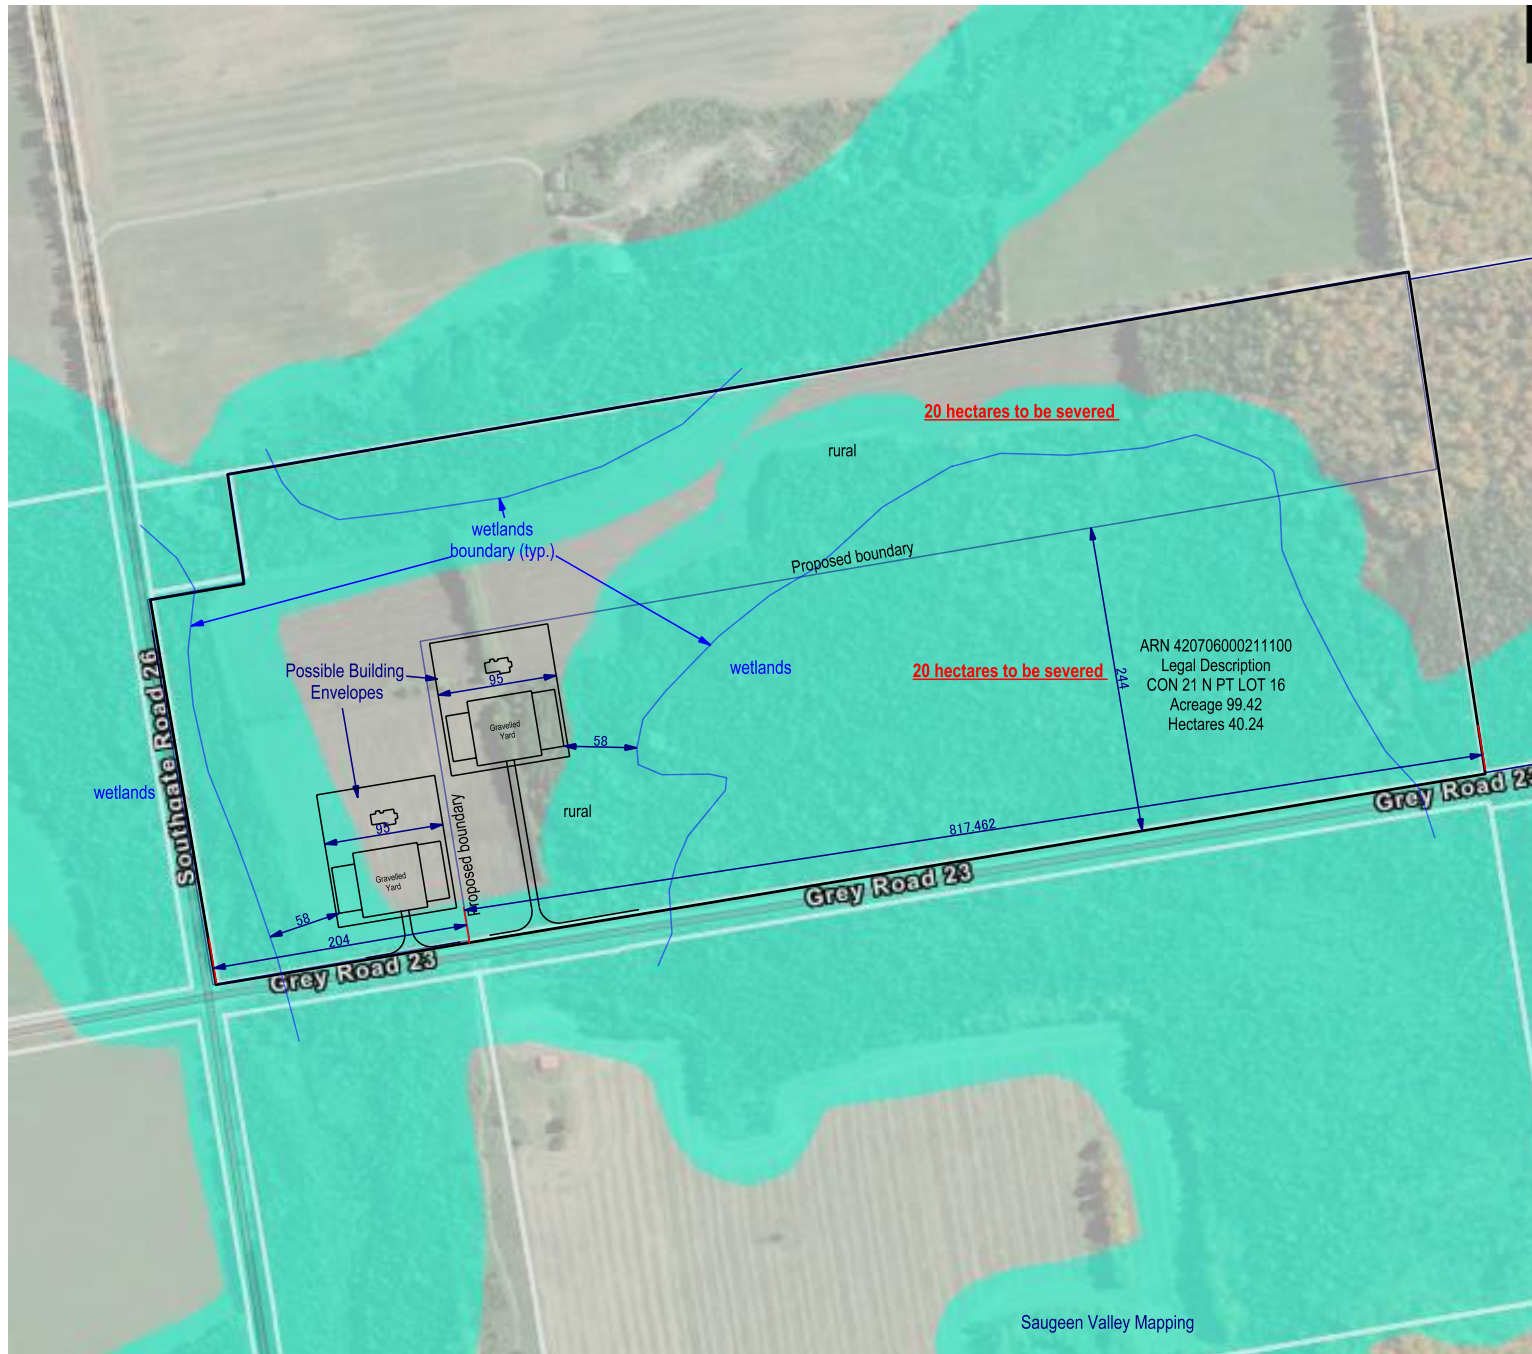 20 hectares to be severed
rural
wetlands
boundary (typ.)
Proposed boundary
Possible Building
Envelopes
95
Gravelled
Yard
58
wetlands
20 hectares to be severed
244
ARN 420706000211100
Legal Description
CON 21 N PT LOT 16
Acreage 99.42
Hectares 40.24
Southgate Road 26
wetlands
rural
95
Gravelled
Yard
Proposed boundary
58
204
817.462
Grey Road 23
Grey Road 23
Grey Road 23
Saugeen Valley Mapping